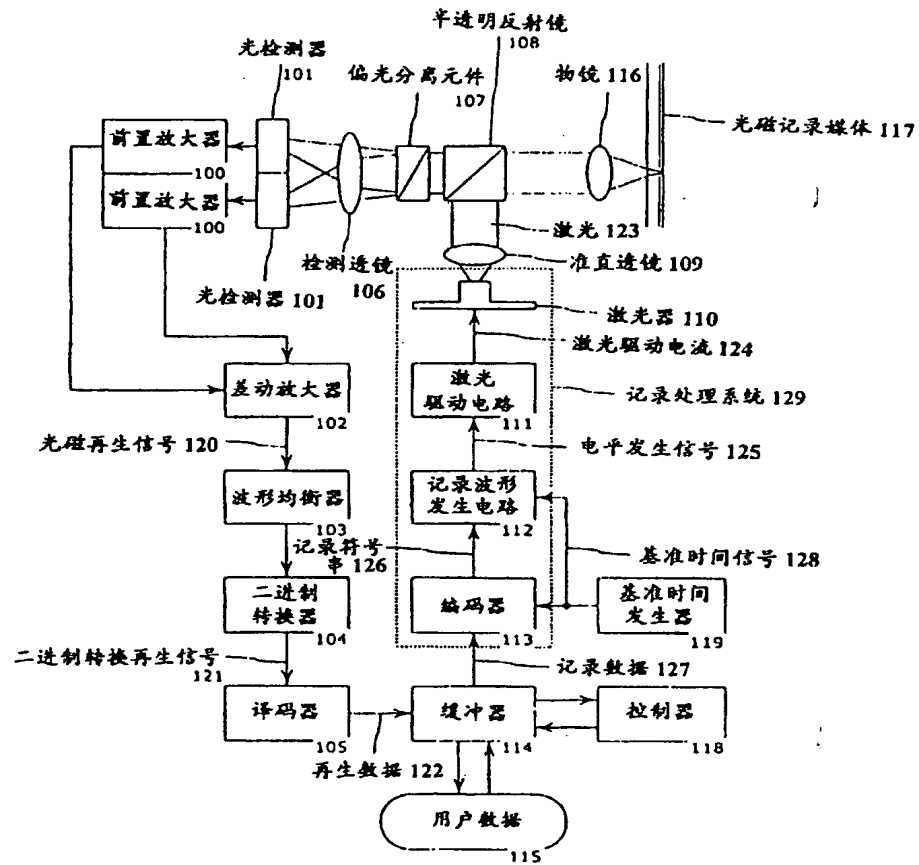 半透明反射镜
108
光检测器
101
偏光分离元件
107
物镜 116
光磁记录媒体 117
前置放大器
100
前置放大器
100
激光 123
准直透镜 109
检测透镜
106
光检测器 101
激光器 110
激光驱动电流 124
差动放大器
102
激光
驱动电路
111
记录处理系统 129
光磁再生信号 120
电平发生信号 125
波形均衡器
103
记录波形
发生电路
112
记录符号
串 126
基准时间信号 128
二进制
转换器
104
编码器
113
基准时间
发生器
119
二进制转换再生信号
121
记录数据 127
译码器
105
缓冲器
114
控制器
118
再生数据 122
用户数据
115